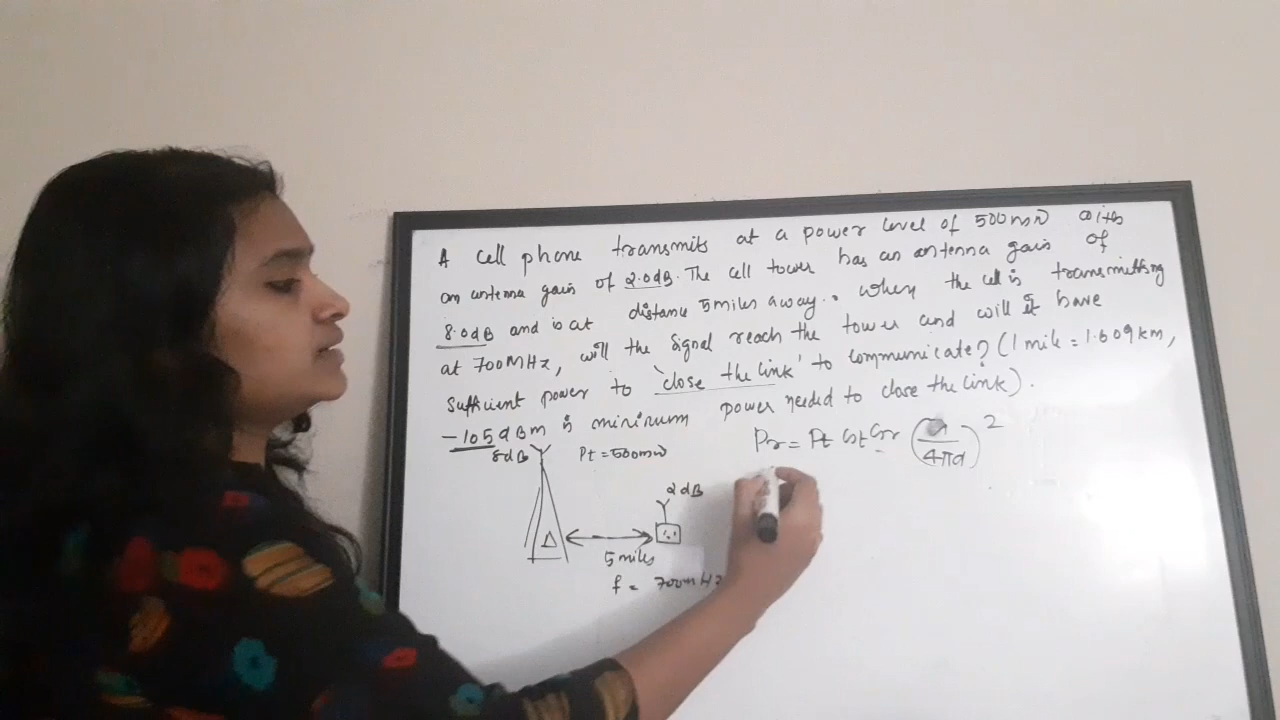 A cell phone transmits at a power level of 500mW with
an antenna gain of 2.0dB. The cell tower has an antenna gain of
8.0dB and is at distance 5miles away. When the cell is transmitting
at 700MHz, will the signal reach the tower and will it have
sufficient power to 'close the link' to communicate? (1 mile = 1.609km,
-105dBm is minimum power needed to close the link).
8dB Pt = 500mW
Pr = Pt Gt Gr (λ/4πd)²
2dB
5 miles
f = 700MHz